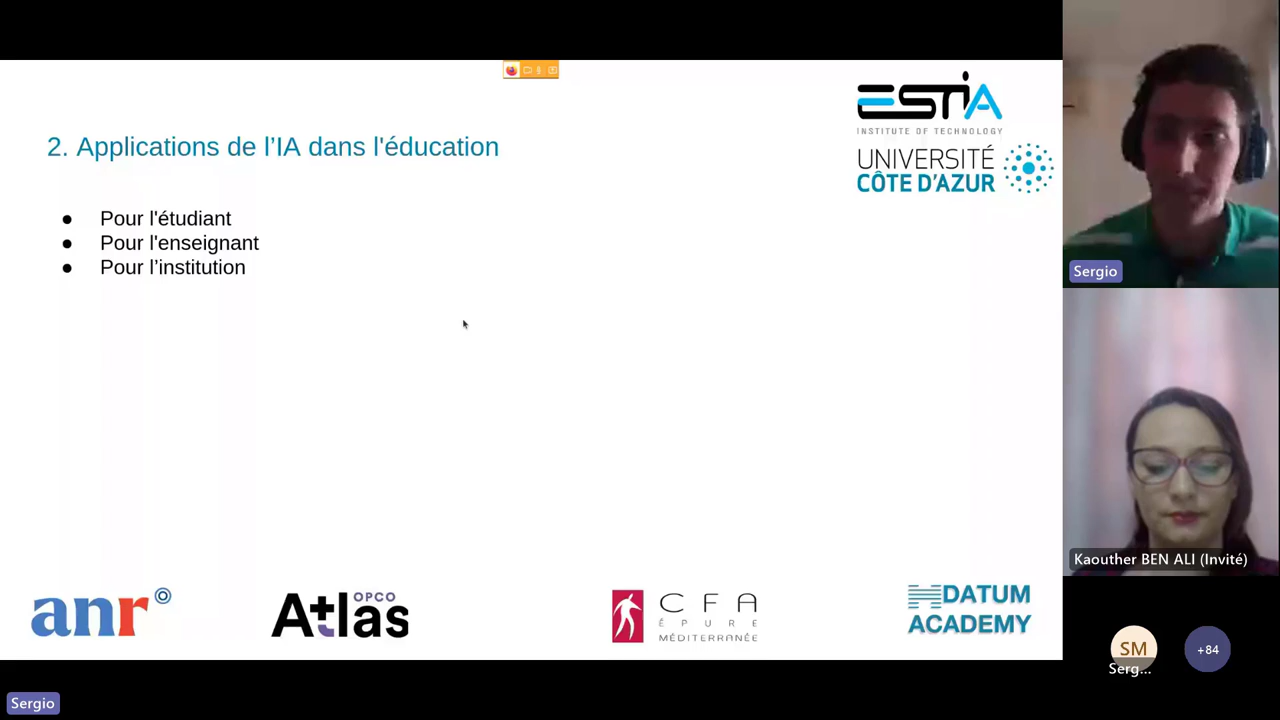 2. Applications de l’IA dans l'éducation
● Pour l'étudiant
● Pour l'enseignant
● Pour l’institution
ESTIA
INSTITUTE OF TECHNOLOGY
UNIVERSITÉ
CÔTE D'AZUR
anr
OPCO
Atlas
CFA
ÉPURE
MÉDITERRANÉE
DATUM
ACADEMY
Sergio
Kaouther BEN ALI (Invité)
SM
Serg...
+84
Sergio